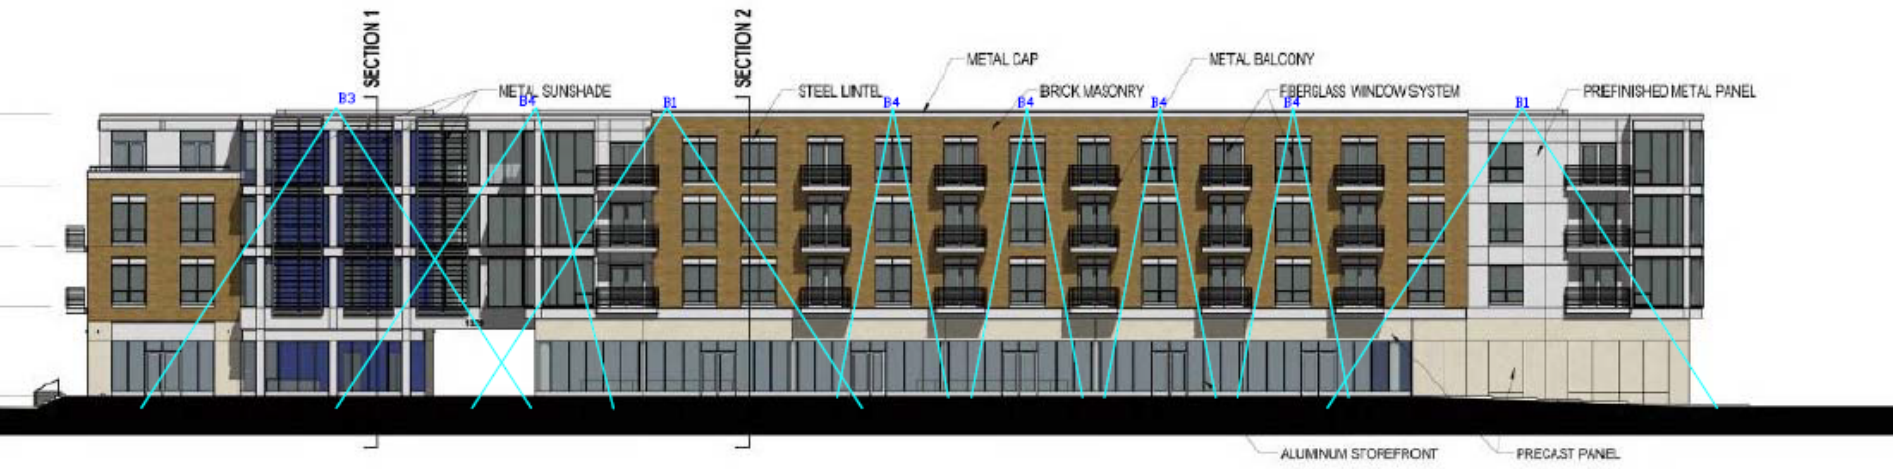 SECTION 1
SECTION 2
METAL CAP
METAL BALCONY
METAL SUNSHADE
STEEL LINTEL
BRICK MASONRY
FIBERGLASS WINDOW SYSTEM
PREFINISHED METAL PANEL
B3
B4
B1
B4
B4
B4
B4
B1
ALUMINUM STOREFRONT
PRECAST PANEL